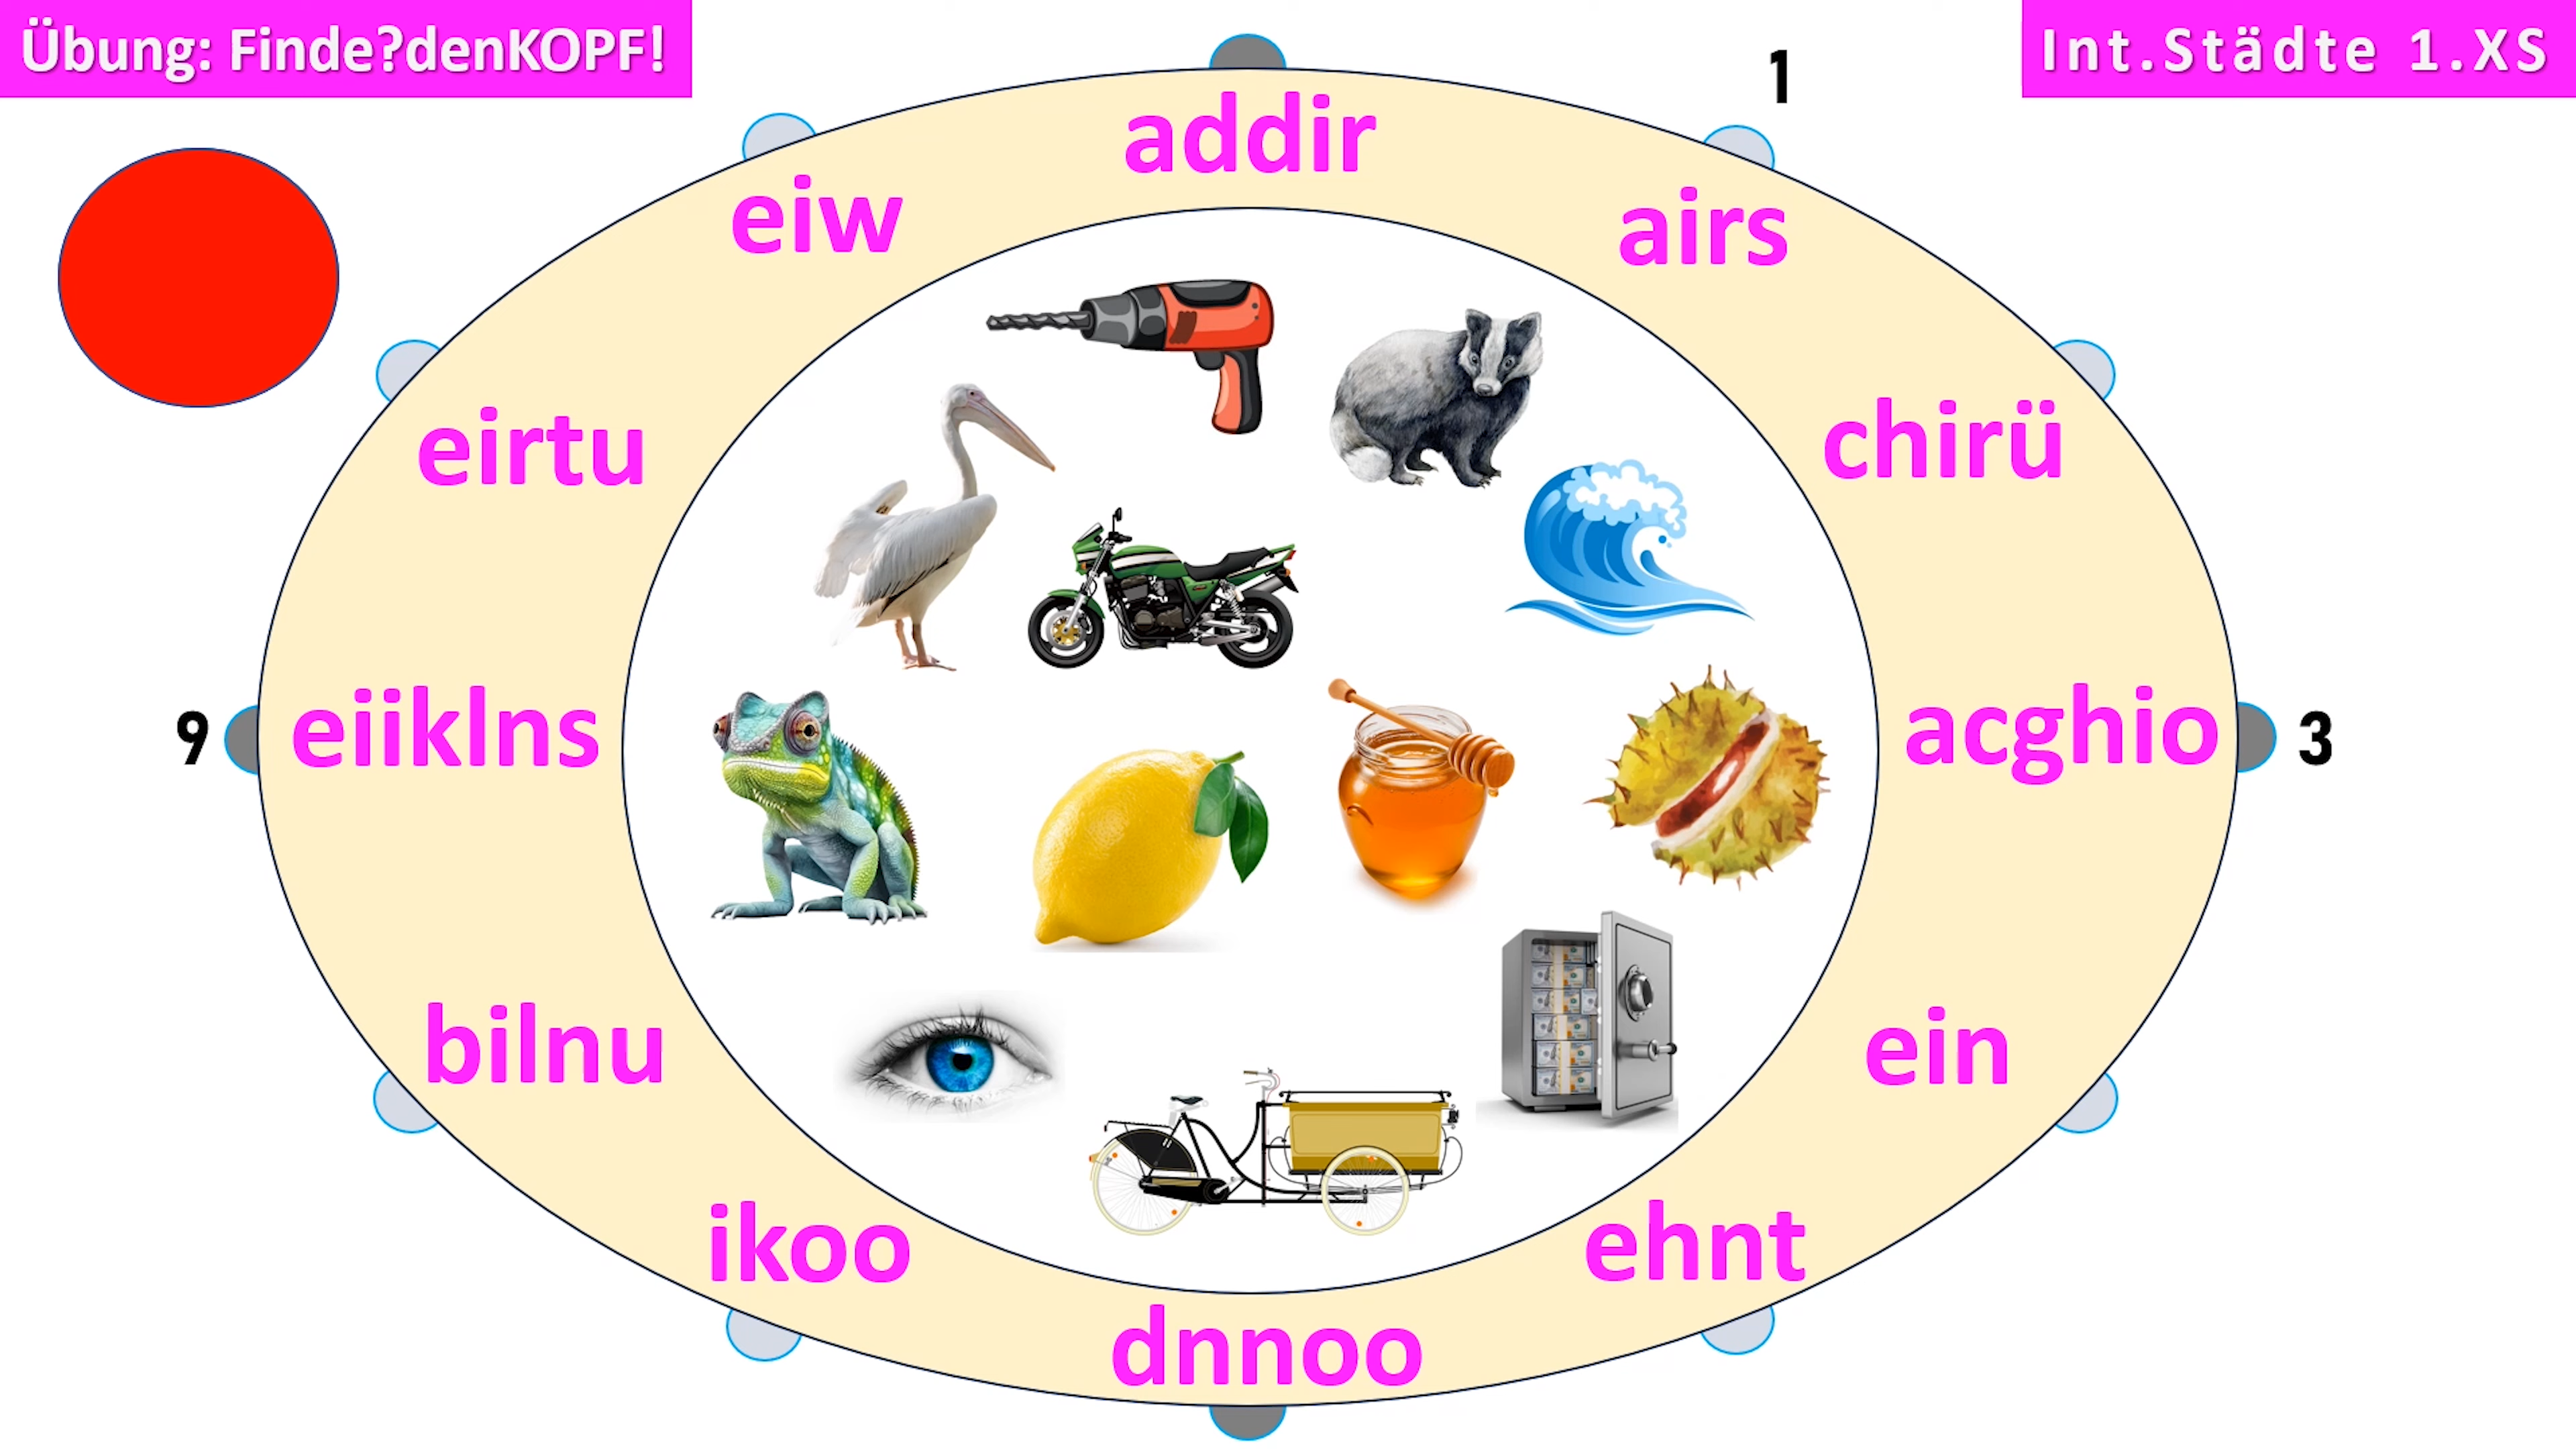 Übung: Finde?denKOPF!
Int.Städte 1.XS
1
addir
eiw
airs
eirtu
chirü
9
eiiklns
acghio
3
bilnu
ein
ikoo
ehnt
dnnoo